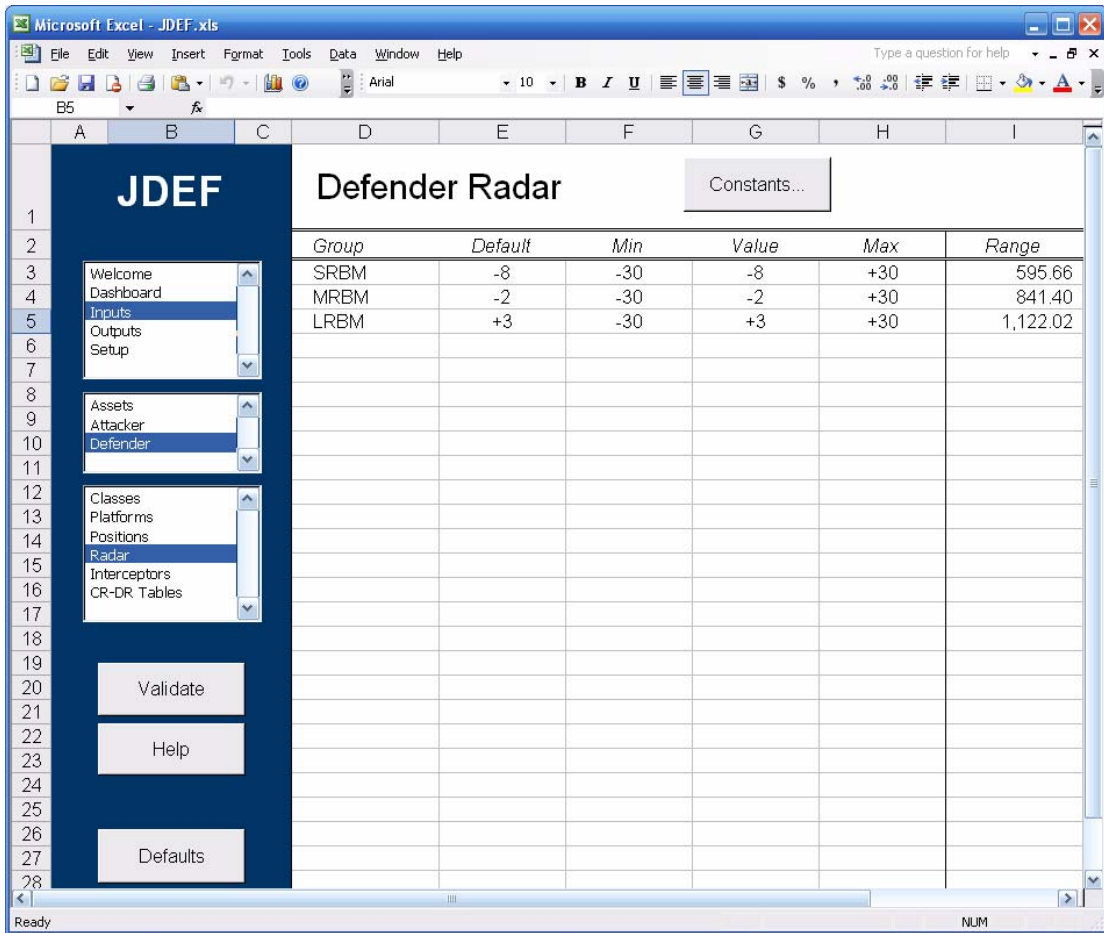 Microsoft Excel - JDEF.xls
File Edit View Insert Format Tools Data Window Help Type a question for help
Arial 10 B I U $ % , .00 .00 A
B5 fx
A B C D E F G H I
1 JDEF Defender Radar Constants...
2 Group Default Min Value Max Range
3 Welcome SRBM -8 -30 -8 +30 595.66
4 Dashboard MRBM -2 -30 -2 +30 841.40
5 Inputs LRBM +3 -30 +3 +30 1,122.02
6 Outputs
7 Setup
8 Assets
9 Attacker
10 Defender
11
12 Classes
13 Platforms
14 Positions
15 Radar
16 Interceptors
17 CR-DR Tables
18
19
20 Validate
21
22 Help
23
24
25
26
27 Defaults
28
Ready NUM